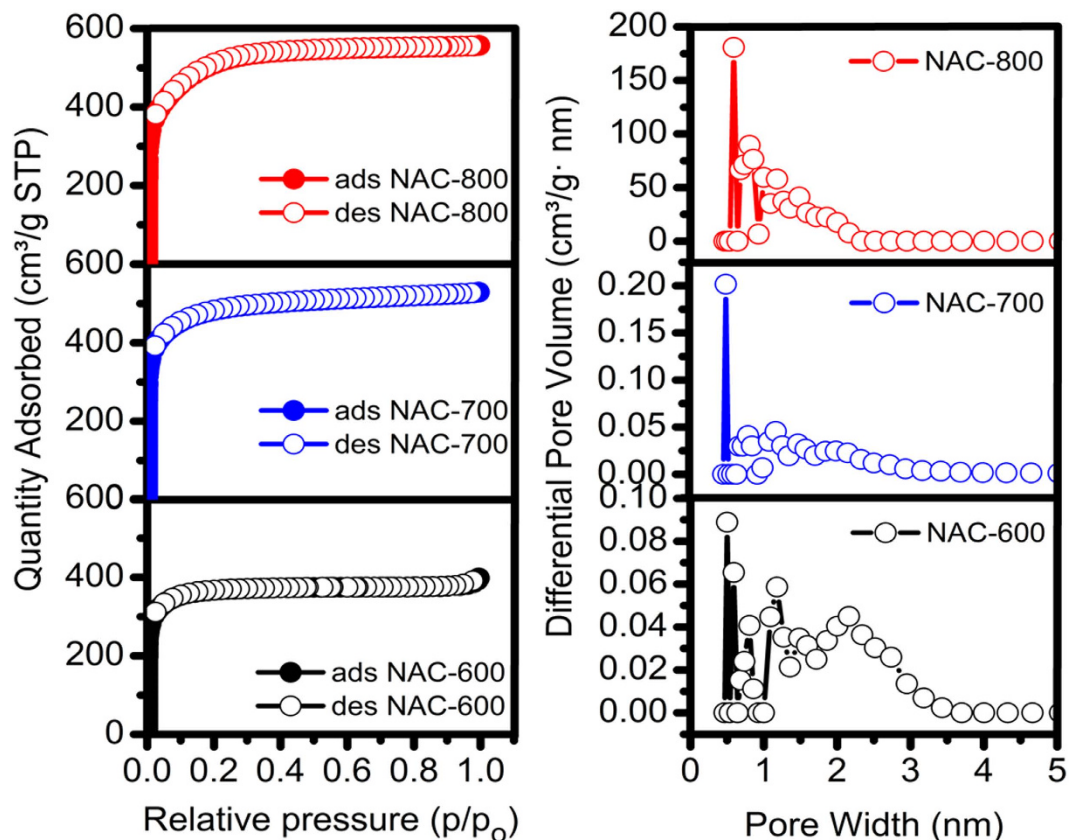 Quantity Adsorbed (cm³/g STP)
600
400
200
600
400
200
600
400
200
0
ads NAC-800
des NAC-800
ads NAC-700
des NAC-700
ads NAC-600
des NAC-600
0.0 0.2 0.4 0.6 0.8 1.0
Relative pressure (p/pₒ)
Differential Pore Volume (cm³/g· nm)
200
150
100
50
0
0.20
0.15
0.10
0.05
0.00
0.10
0.08
0.06
0.04
0.02
0.00
NAC-800
NAC-700
NAC-600
0 1 2 3 4 5
Pore Width (nm)